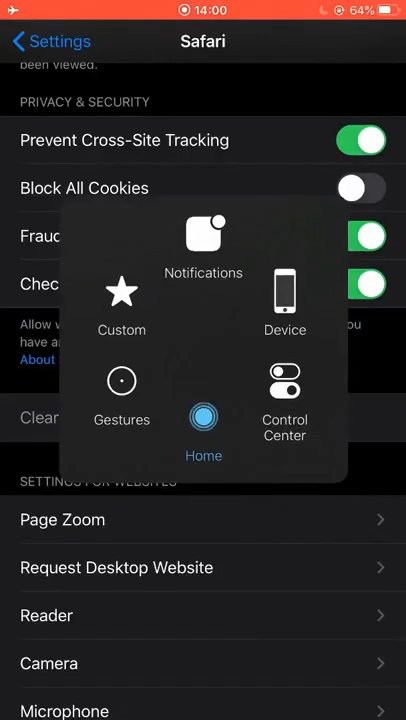 14:00
64%
Settings
Safari
been viewed.
PRIVACY & SECURITY
Prevent Cross-Site Tracking
Block All Cookies
Fraud
Chec
Notifications
Custom
Device
Allow w
you
have a
About
Gestures
Control
Center
Clear
Home
SETTINGS FOR WEBSITES
Page Zoom
Request Desktop Website
Reader
Camera
Microphone